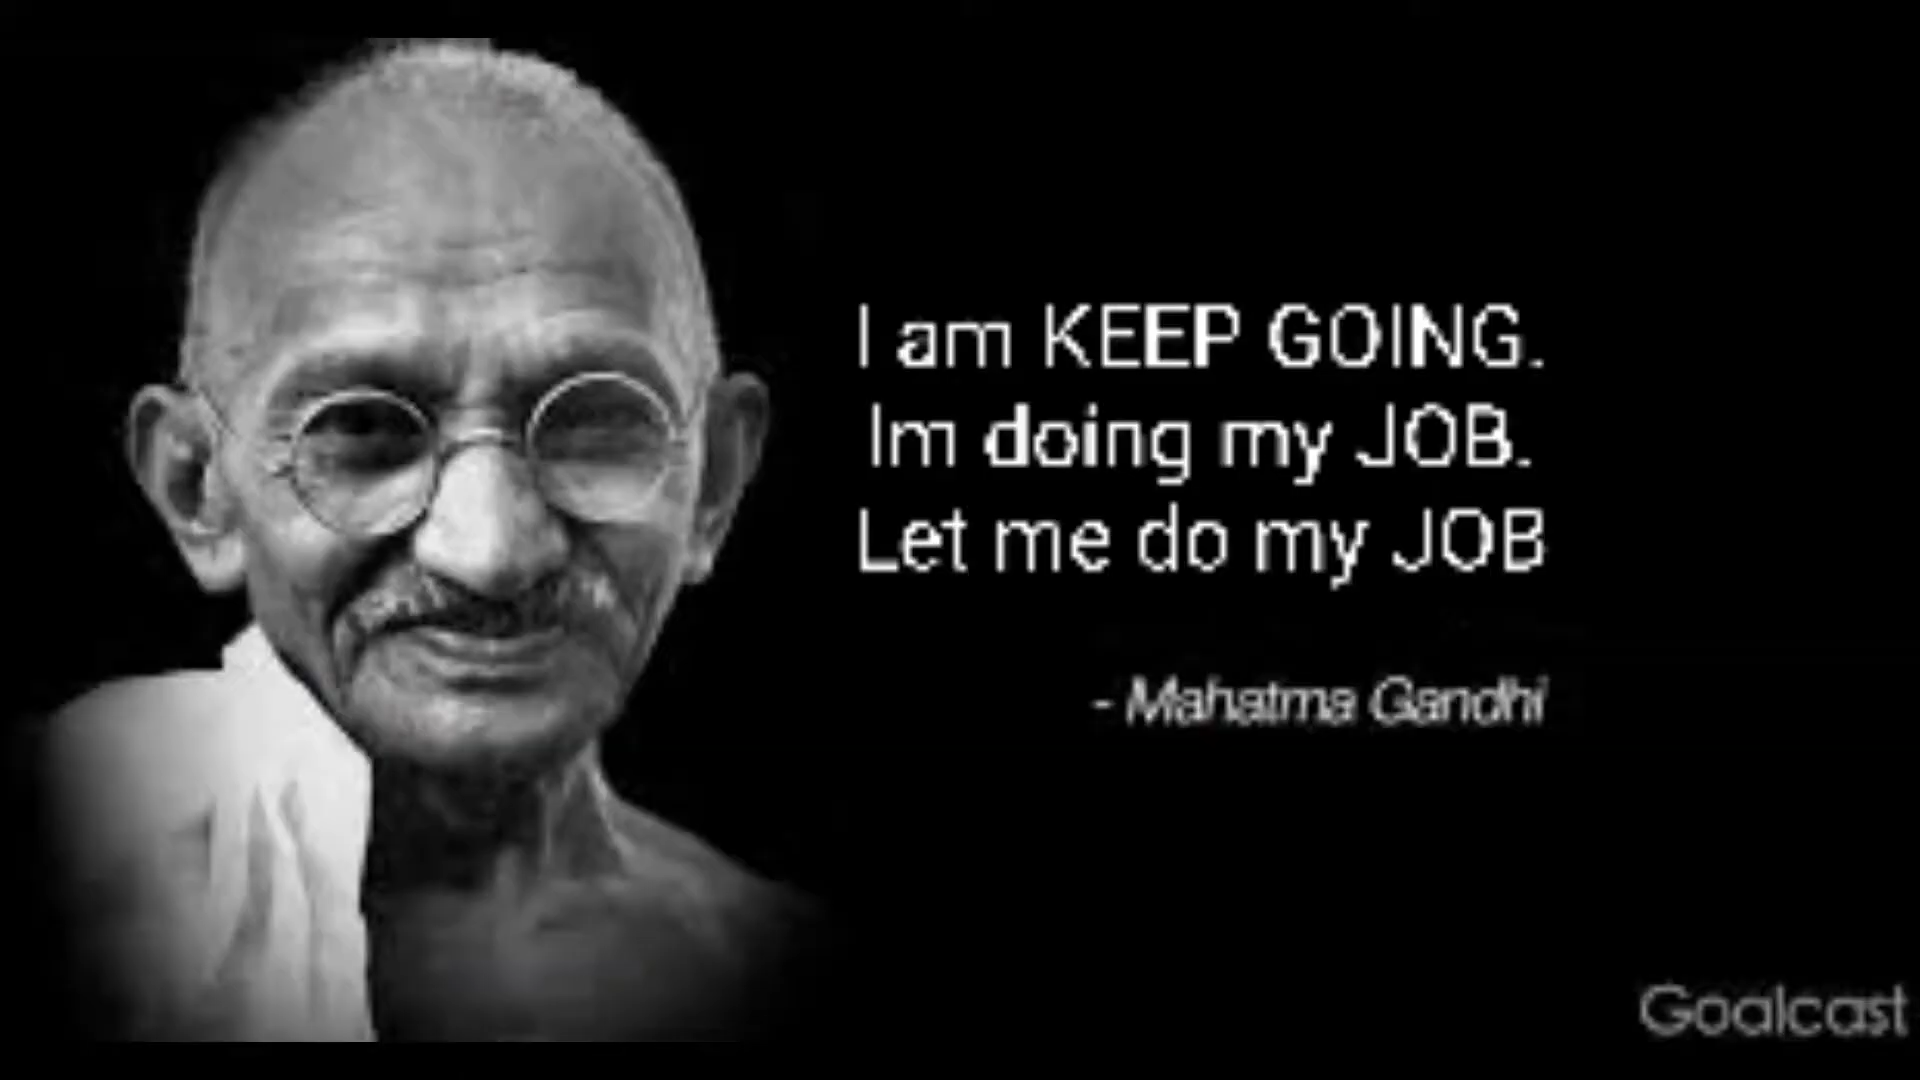 I am KEEP GOING.
Im doing my JOB.
Let me do my JOB
- Mahatma Gandhi
Goalcast